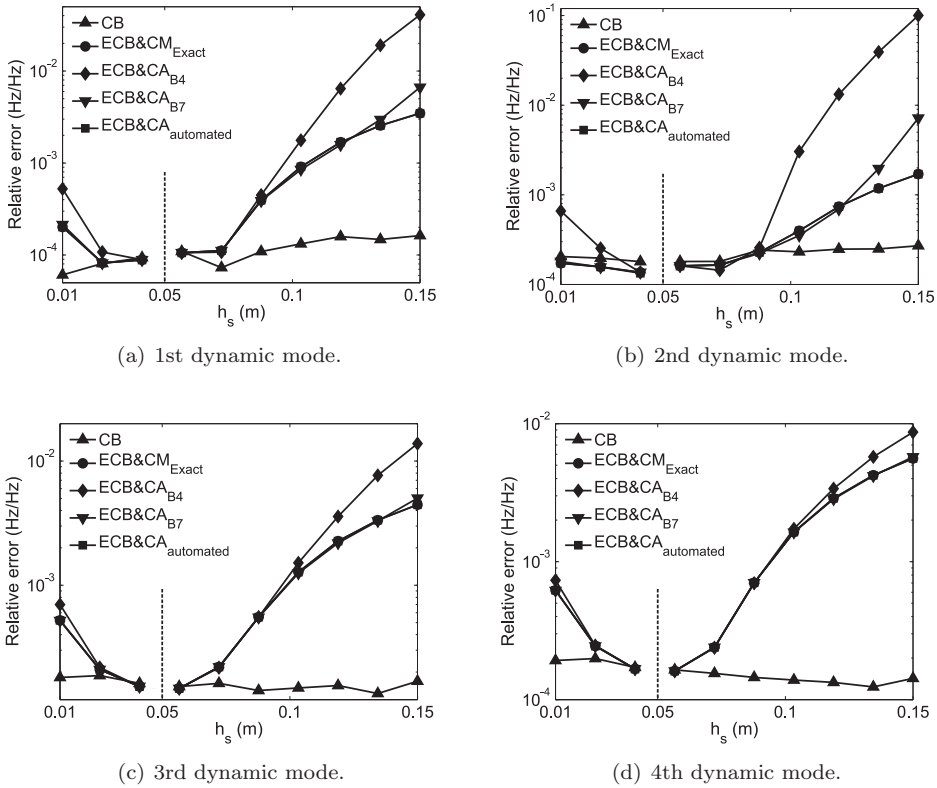 CB
ECB&CM_Exact
ECB&CA_B4
ECB&CA_B7
ECB&CA_automated
Relative error (Hz/Hz)
10^-2
10^-3
10^-4
0.01 0.05 0.1 0.15
h_s (m)
(a) 1st dynamic mode.
CB
ECB&CM_Exact
ECB&CA_B4
ECB&CA_B7
ECB&CA_automated
Relative error (Hz/Hz)
10^-1
10^-1
10^-2
10^-3
10^-4
0.01 0.05 0.1 0.15
h_s (m)
(b) 2nd dynamic mode.
CB
ECB&CM_Exact
ECB&CA_B4
ECB&CA_B7
ECB&CA_automated
Relative error (Hz/Hz)
10^-2
10^-3
0.01 0.05 0.1 0.15
h_s (m)
(c) 3rd dynamic mode.
CB
ECB&CM_Exact
ECB&CA_B4
ECB&CA_B7
ECB&CA_automated
Relative error (Hz/Hz)
10^-2
10^-3
10^-4
0.01 0.05 0.1 0.15
h_s (m)
(d) 4th dynamic mode.